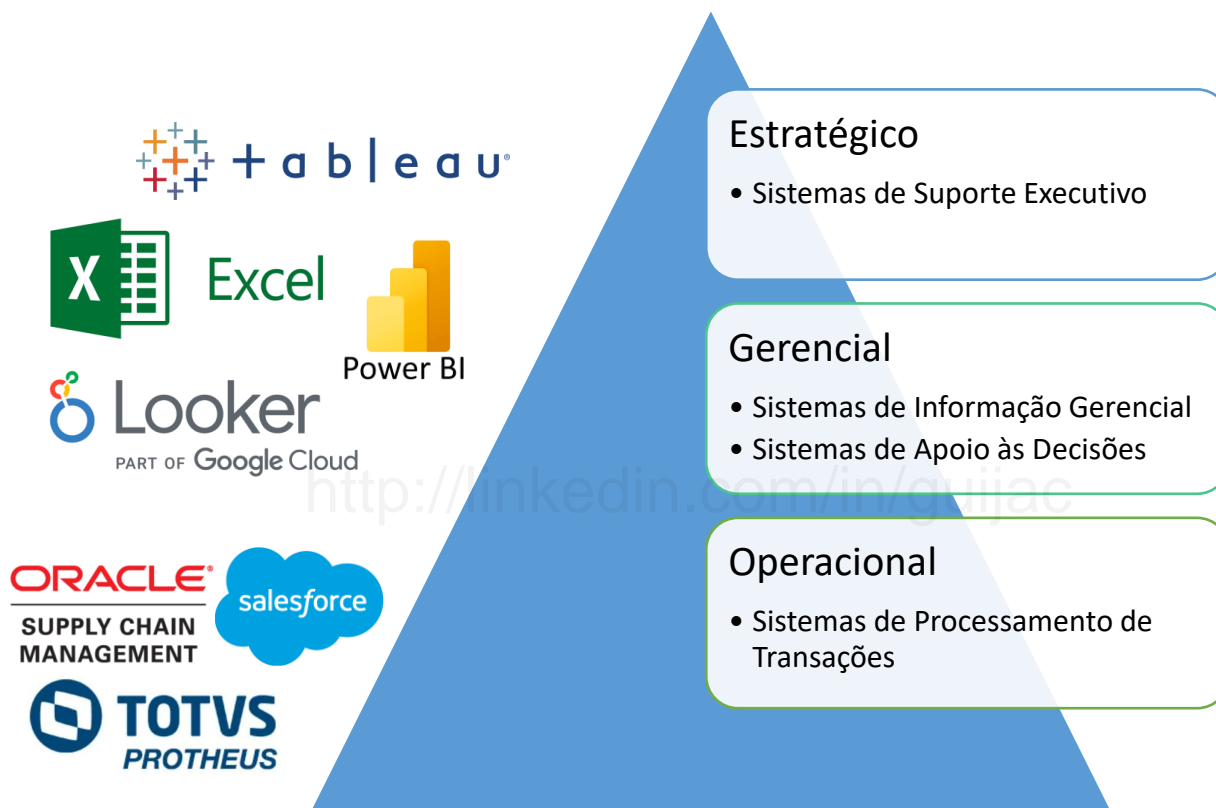 +ableau
Excel
Power BI
Looker
PART OF Google Cloud
ORACLE
SUPPLY CHAIN
MANAGEMENT
salesforce
TOTVS
PROTHEUS
Estratégico
• Sistemas de Suporte Executivo
Gerencial
• Sistemas de Informação Gerencial
• Sistemas de Apoio às Decisões
http://linkedin.com/in/guijac
Operacional
• Sistemas de Processamento de
Transações